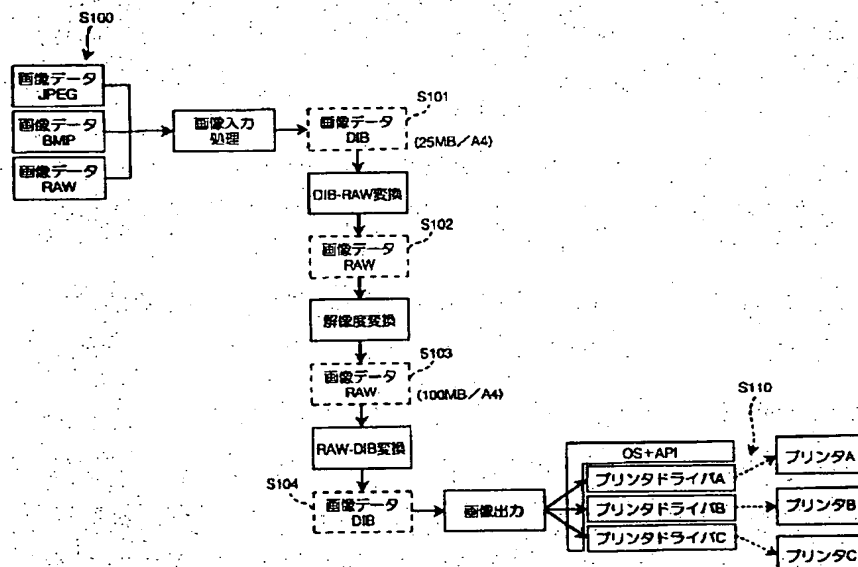 S100
画像データ
JPEG
画像データ
BMP
画像データ
RAW
画像入力
処理
画像データ
DIB
S101
(25MB/A4)
DIB-RAW変換
S102
画像データ
RAW
解像度変換
S103
画像データ
RAW
(100MB/A4)
RAW-DIB変換
S104
画像データ
DIB
画像出力
OS+API
プリンタドライバA
プリンタドライバB
プリンタドライバC
S110
プリンタA
プリンタB
プリンタC